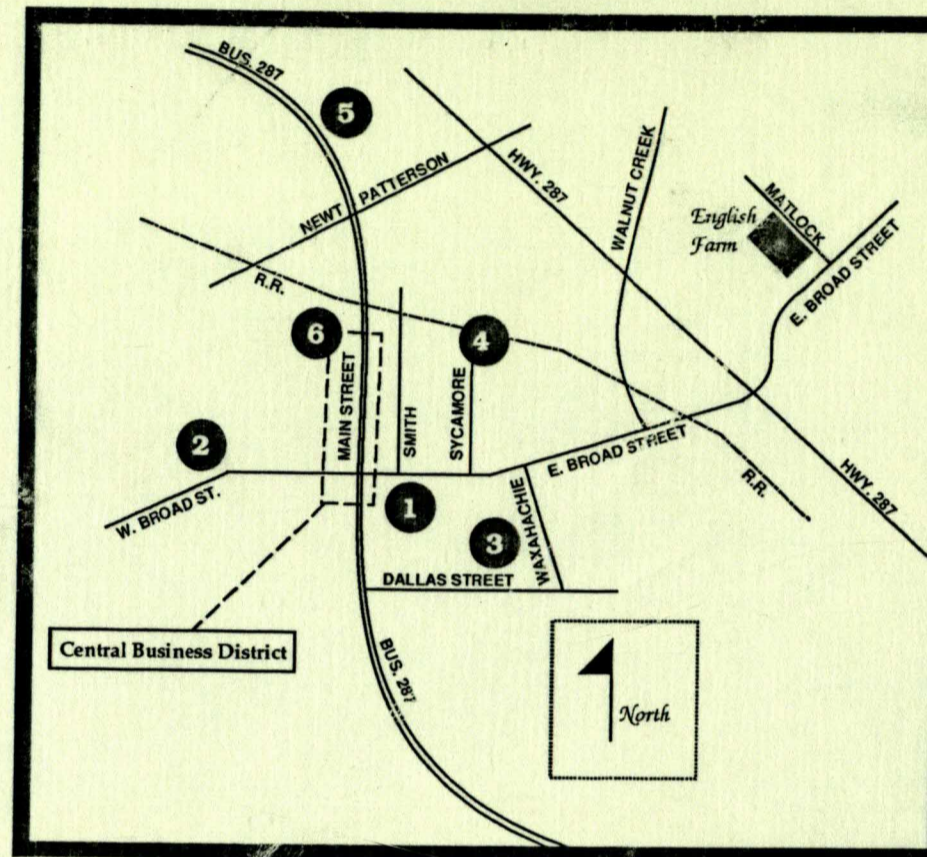 BUS. 287
5
HWY. 287
NEWT PATTERSON
WALNUT CREEK
MATLOCK
English
Farm
E. BROAD STREET
R.R.
6
4
MAIN STREET
SMITH
SYCAMORE
2
E. BROAD STREET
R.R.
HWY. 287
W. BROAD ST.
1
3
WAXAHACHIE
DALLAS STREET
Central Business District
BUS. 287
North